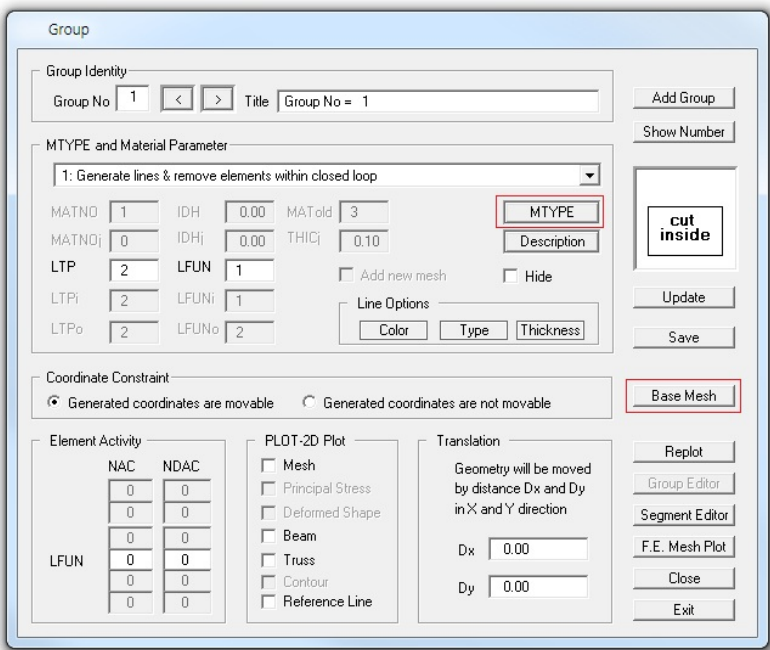 Group
Group Identity
Group No 1 < > Title Group No = 1
Add Group
Show Number
MTYPE and Material Parameter
1: Generate lines & remove elements within closed loop
MATNO 1 IDH 0.00 MATold 3 MTYPE
MATNOj 0 IDHj 0.00 THICj 0.10 Description
LTP 2 LFUN 1 Add new mesh Hide
LTPi 2 LFUNi 1 Line Options
LTPo 2 LFUNo 2 Color Type Thickness
cut
inside
Update
Save
Coordinate Constraint
Generated coordinates are movable Generated coordinates are not movable
Base Mesh
Element Activity
NAC NDAC
0 0
0 0
0 0
LFUN 0 0
0 0
0 0
PLOT-2D Plot
Mesh
Principal Stress
Deformed Shape
Beam
Truss
Contour
Reference Line
Translation
Geometry will be moved
by distance Dx and Dy
in X and Y direction
Dx 0.00
Dy 0.00
Replot
Group Editor
Segment Editor
F.E. Mesh Plot
Close
Exit